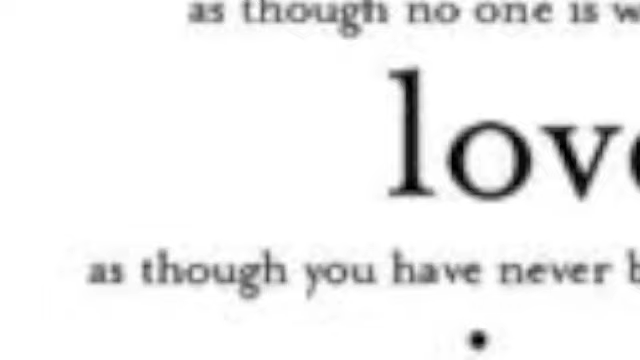 as though no one is w
love
as though you have never b